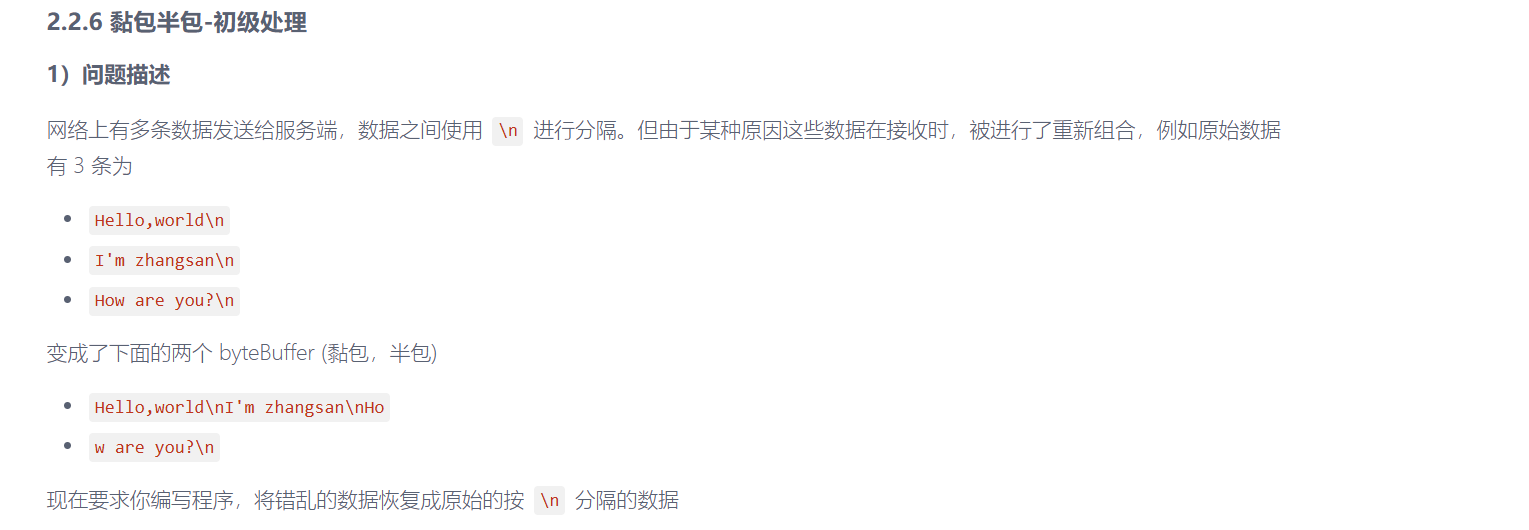 2.2.6 黏包半包-初级处理
1）问题描述
网络上有多条数据发送给服务端，数据之间使用 \n 进行分隔。但由于某种原因这些数据在接收时，被进行了重新组合，例如原始数据
有 3 条为
Hello,world\n
I'm zhangsan\n
How are you?\n
变成了下面的两个 byteBuffer (黏包，半包)
Hello,world\nI'm zhangsan\nHo
w are you?\n
现在要求你编写程序，将错乱的数据恢复成原始的按 \n 分隔的数据